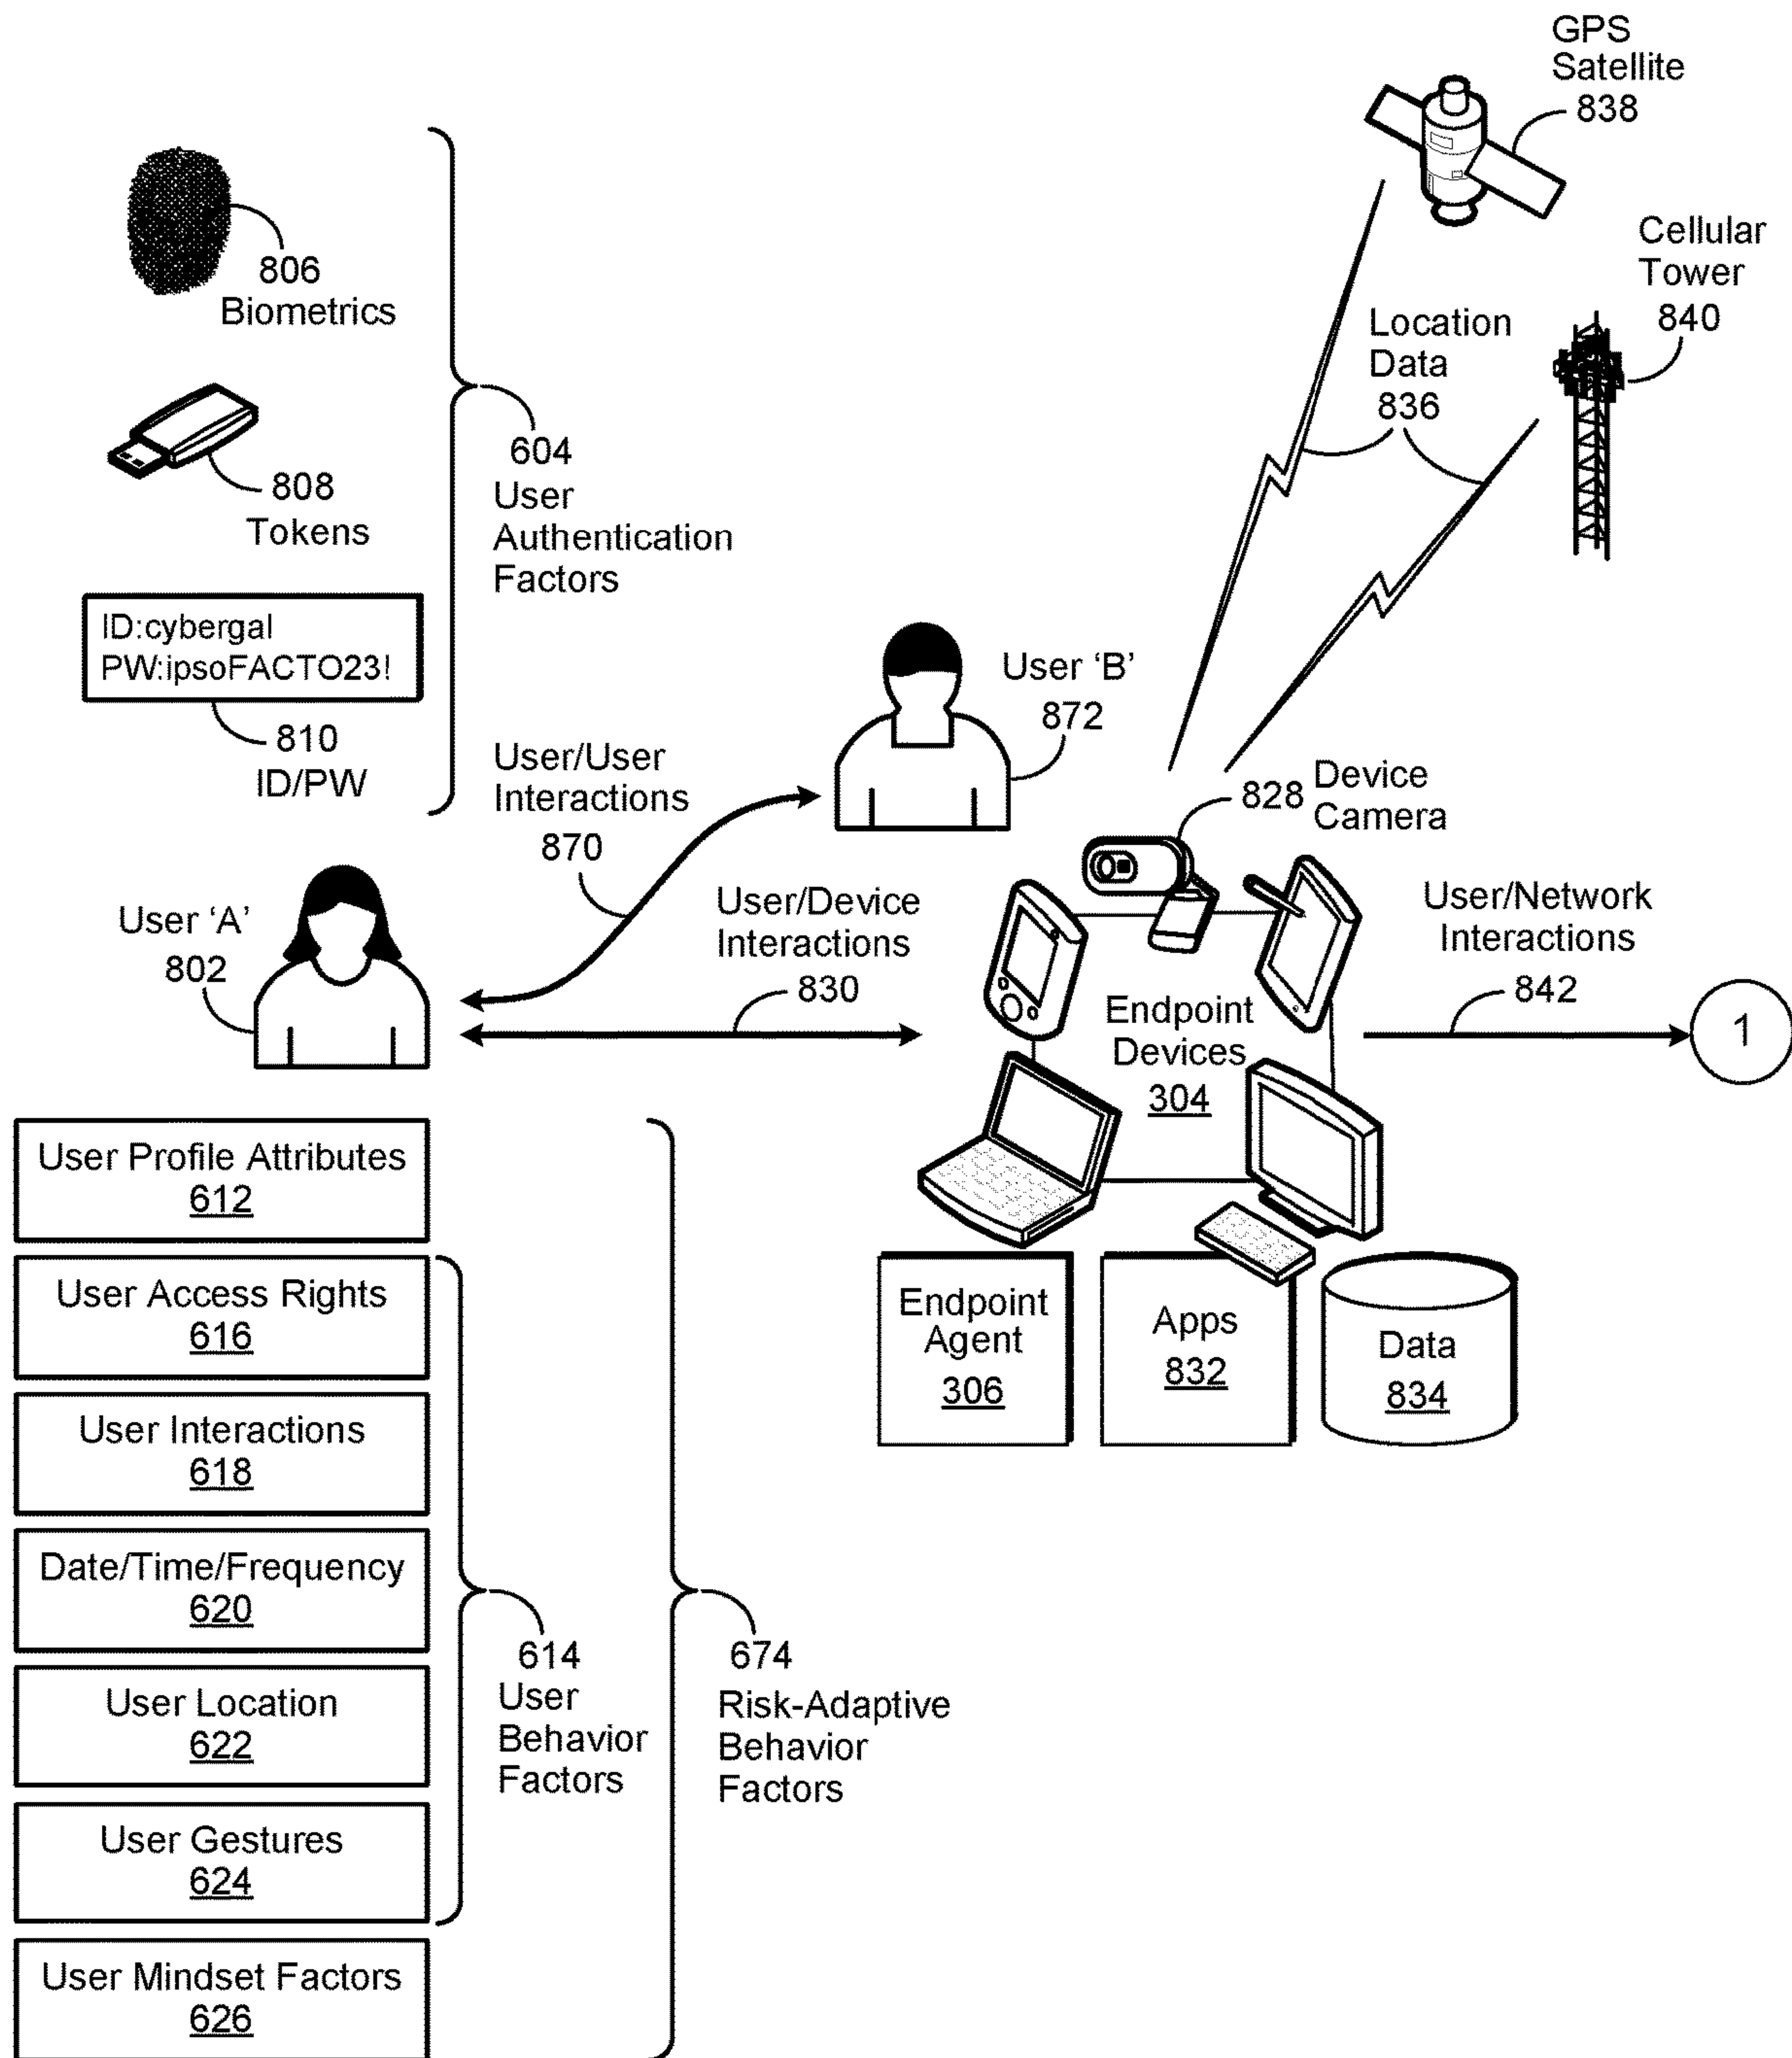 GPS
Satellite
838
Cellular
Tower
840
Location
Data
836
806
Biometrics
808
Tokens
ID:cybergal
PW:ipsoFACTO23!
810
ID/PW
604
User
Authentication
Factors
User 'B'
872
User/User
Interactions
870
828
Device
Camera
User 'A'
802
User/Device
Interactions
830
User/Network
Interactions
842
1
Endpoint
Devices
304
Endpoint
Agent
306
Apps
832
Data
834
User Profile Attributes
612
User Access Rights
616
User Interactions
618
Date/Time/Frequency
620
User Location
622
User Gestures
624
User Mindset Factors
626
614
User
Behavior
Factors
674
Risk-Adaptive
Behavior
Factors